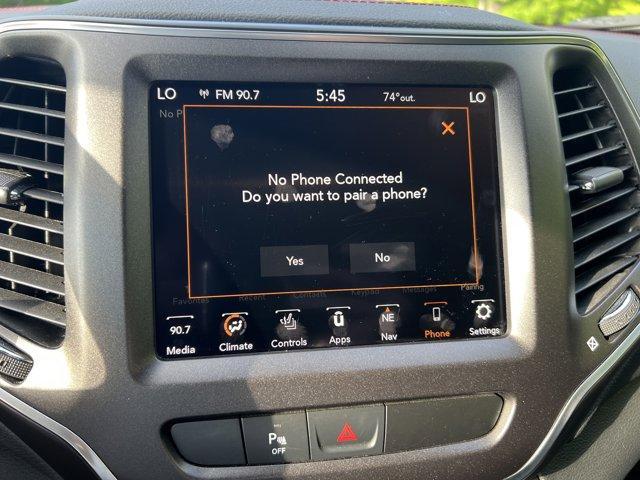 LO FM 90.7 5:45 74°out. LO
No P
No Phone Connected
Do you want to pair a phone?
Yes No
Favorites Recent Contacts Keypad Messages Pairing
90.7 NE
Media Climate Controls Apps Nav Phone Settings
P
OFF